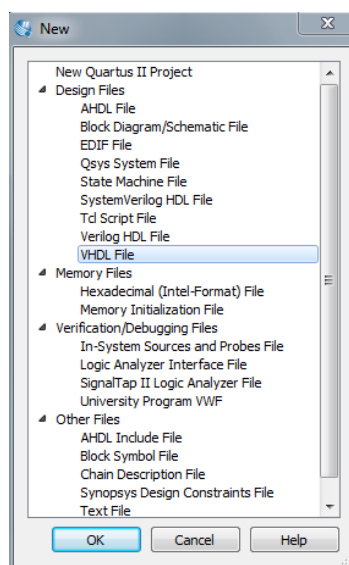 New
New Quartus II Project
Design Files
AHDL File
Block Diagram/Schematic File
EDIF File
Qsys System File
State Machine File
SystemVerilog HDL File
Tcl Script File
Verilog HDL File
VHDL File
Memory Files
Hexadecimal (Intel-Format) File
Memory Initialization File
Verification/Debugging Files
In-System Sources and Probes File
Logic Analyzer Interface File
SignalTap II Logic Analyzer File
University Program VWF
Other Files
AHDL Include File
Block Symbol File
Chain Description File
Synopsys Design Constraints File
Text File
OK Cancel Help